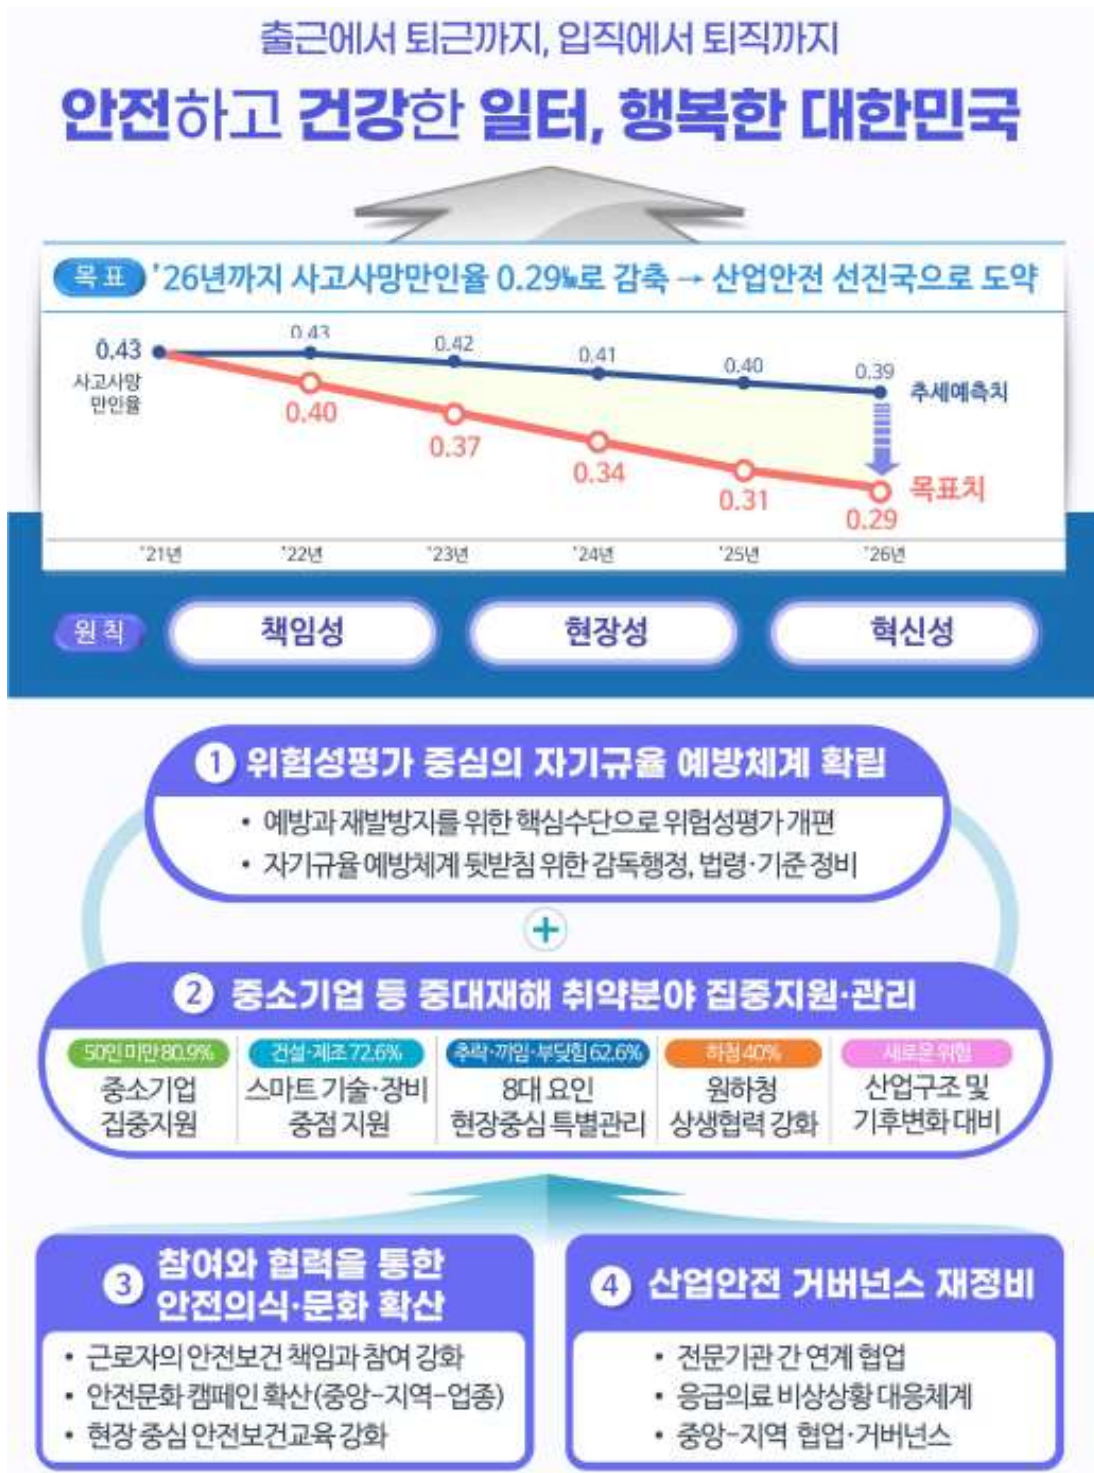 출근에서 퇴근까지, 입직에서 퇴직까지
안전하고 건강한 일터, 행복한 대한민국
목표 '26년까지 사고사망만인율 0.29‱로 감축 → 산업안전 선진국으로 도약
0.43 0.43 0.42 0.41 0.40 0.39
사고사망
만인율
추세예측치
0.40 0.37 0.34 0.31 0.29
목표치
'21년 '22년 '23년 '24년 '25년 '26년
원칙 책임성 현장성 혁신성
1 위험성평가 중심의 자기규율 예방체계 확립
• 예방과 재발방지를 위한 핵심수단으로 위험성평가 개편
• 자기규율 예방체계 뒷받침 위한 감독행정, 법령·기준 정비
+
2 중소기업 등 중대재해 취약분야 집중지원·관리
50인 미만 80.9%
중소기업
집중지원
건설·제조 72.6%
스마트 기술·장비
중점 지원
추락·끼임·부딪힘 62.6%
8대 요인
현장중심 특별관리
하청 40%
원하청
상생협력 강화
새로운 위험
산업구조 및
기후변화 대비
3 참여와 협력을 통한
안전의식·문화 확산
• 근로자의 안전보건 책임과 참여 강화
• 안전문화 캠페인 확산(중앙-지역-업종)
• 현장 중심 안전보건교육 강화
4 산업안전 거버넌스 재정비
• 전문기관 간 연계 협업
• 응급의료 비상상황 대응체계
• 중앙-지역 협업·거버넌스